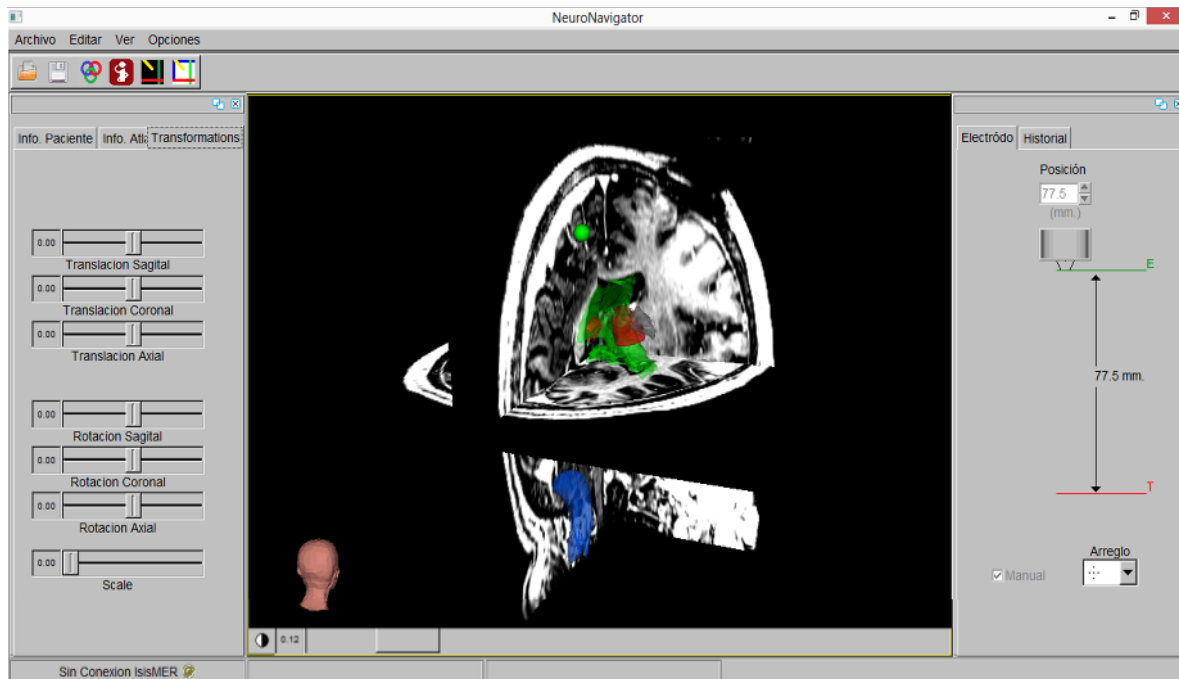 NeuroNavigator
Archivo Editar Ver Opciones
Info. Paciente Info. Atla Transformations
0.00
Translacion Sagital
0.00
Translacion Coronal
0.00
Translacion Axial
0.00
Rotacion Sagital
0.00
Rotacion Coronal
0.00
Rotacion Axial
0.00
Scale
0.12
Electródo Historial
Posición
77.5
(mm.)
E
77.5 mm.
T
Arreglo
Manual
Sin Conexion IsisMER